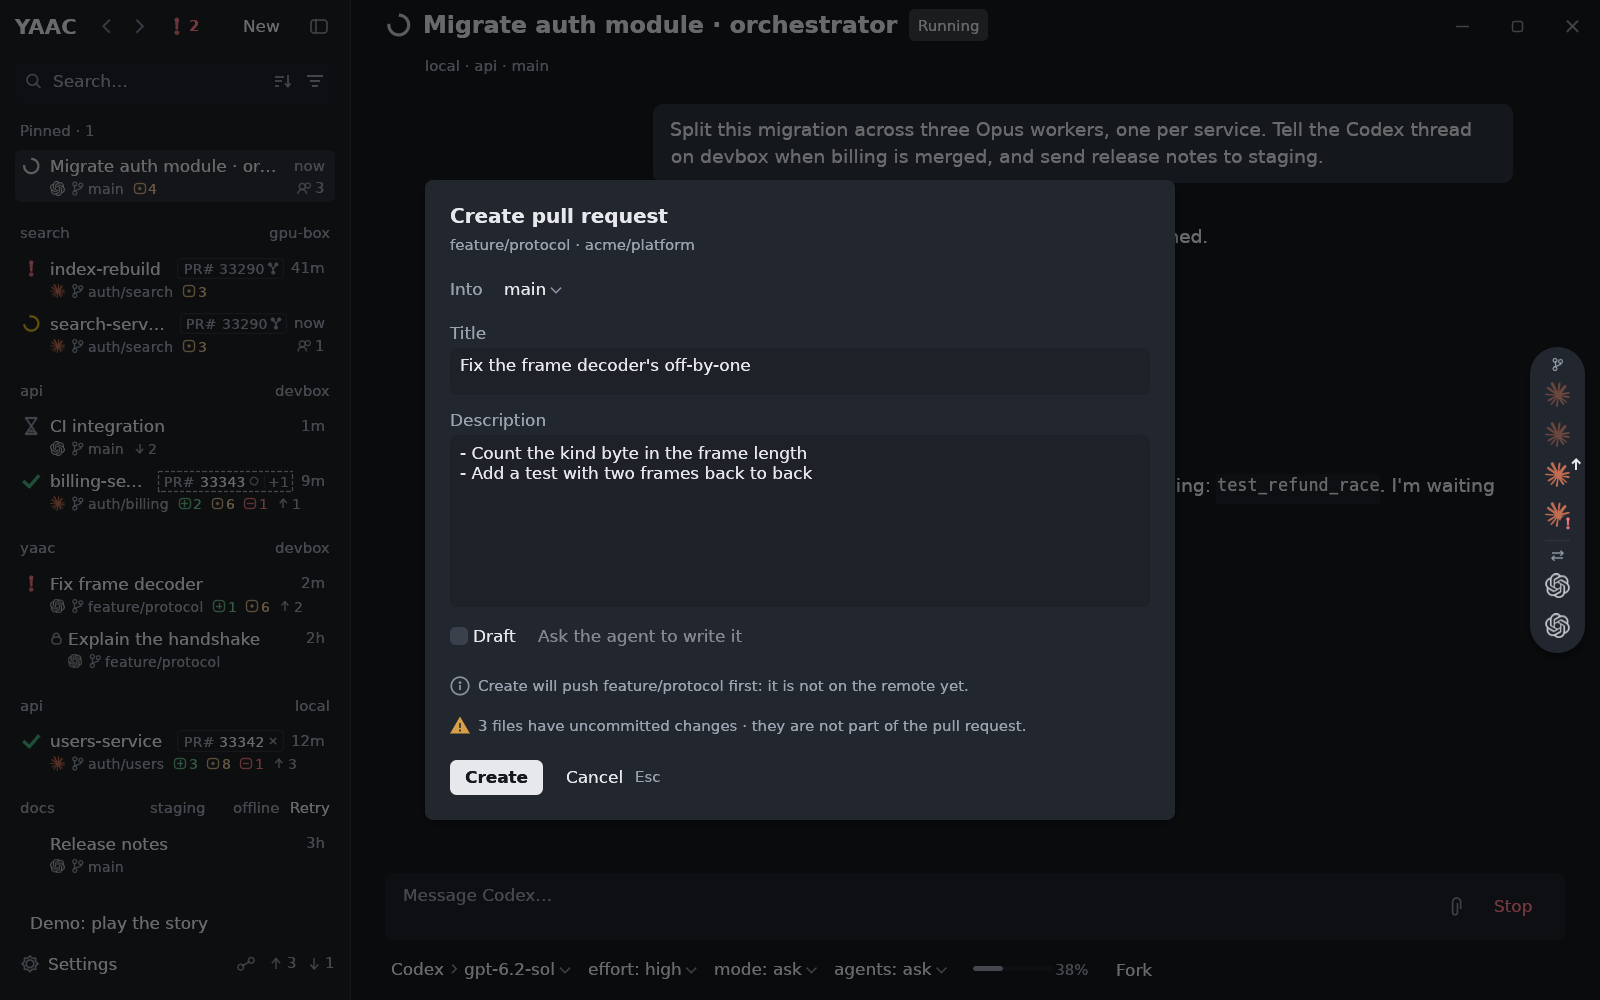 YAAC
2
New
Search...
Pinned · 1
Migrate auth module · or...
now
main
4
3
search
gpu-box
index-rebuild
PR# 33290
41m
auth/search
3
search-serv...
PR# 33290
now
auth/search
3
1
api
devbox
CI integration
1m
main
2
billing-se...
PR# 33343
+1
9m
auth/billing
2
6
1
1
yaac
devbox
Fix frame decoder
2m
feature/protocol
1
6
2
Explain the handshake
2h
feature/protocol
api
local
users-service
PR# 33342
12m
auth/users
3
8
1
3
docs
staging
offline
Retry
Release notes
3h
main
Demo: play the story
Settings
3
1
Migrate auth module · orchestrator
Running
local · api · main
Split this migration across three Opus workers, one per service. Tell the Codex thread
on devbox when billing is merged, and send release notes to staging.
ned.
ing: test_refund_race. I'm waiting
Create pull request
feature/protocol · acme/platform
Into
main
Title
Fix the frame decoder's off-by-one
Description
- Count the kind byte in the frame length
- Add a test with two frames back to back
Draft
Ask the agent to write it
Create will push feature/protocol first: it is not on the remote yet.
3 files have uncommitted changes · they are not part of the pull request.
Create
Cancel
Esc
Message Codex...
Stop
Codex
gpt-6.2-sol
effort: high
mode: ask
agents: ask
38%
Fork